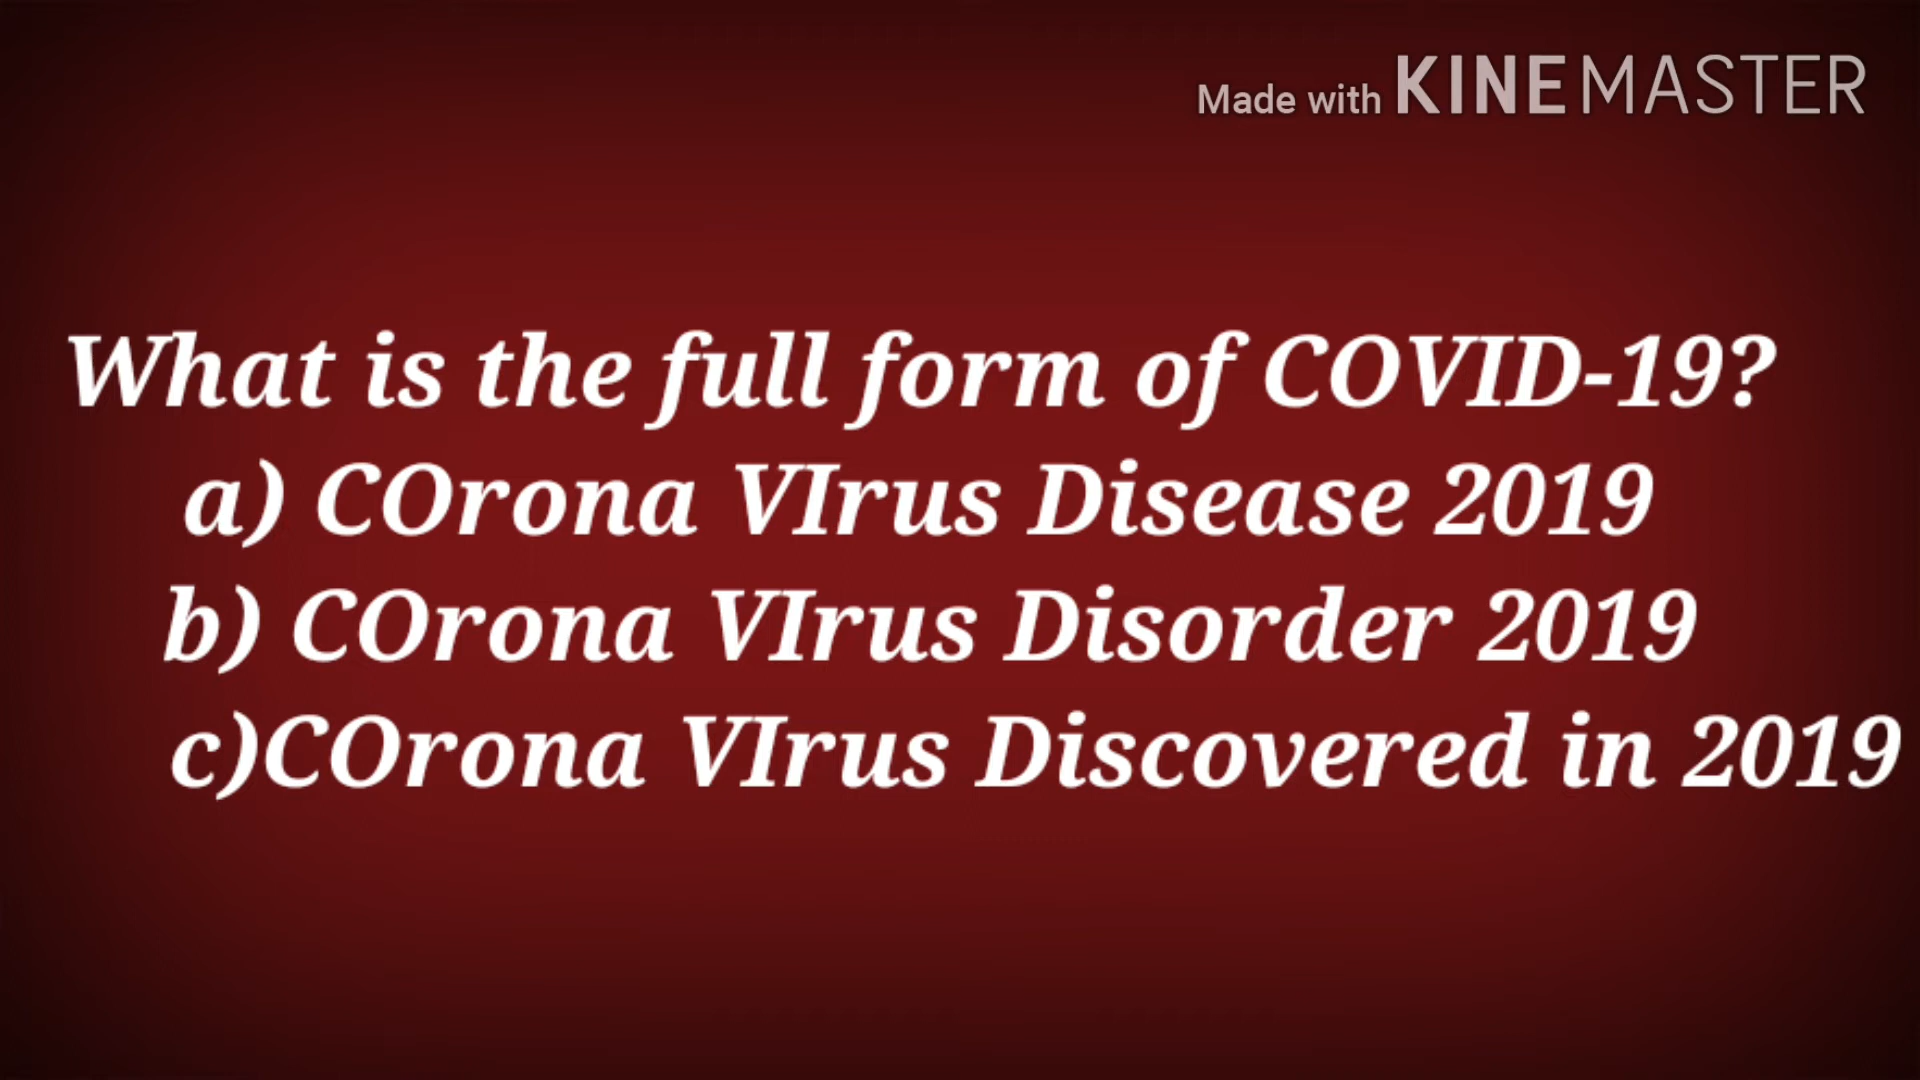 Made with KINEMASTER
What is the full form of COVID-19?
a) COrona VIrus Disease 2019
b) COrona VIrus Disorder 2019
c)COrona VIrus Discovered in 2019